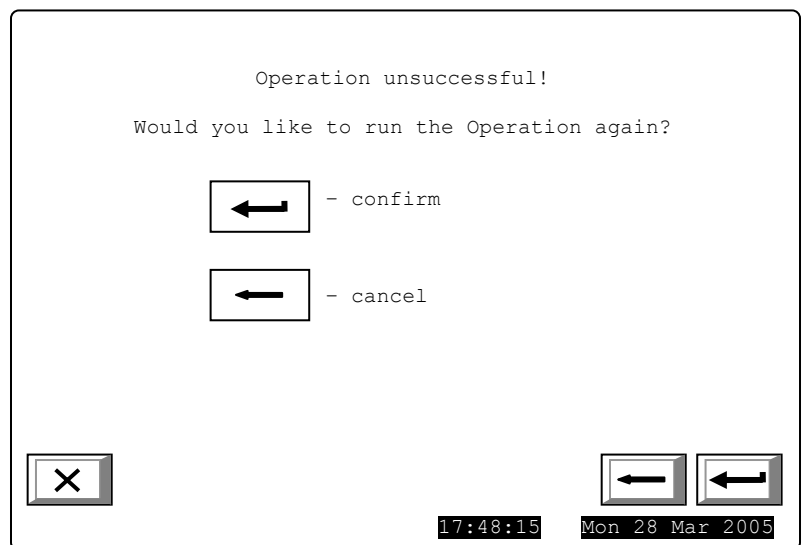 Operation unsuccessful!
Would you like to run the Operation again?
- confirm
- cancel
17:48:15 Mon 28 Mar 2005